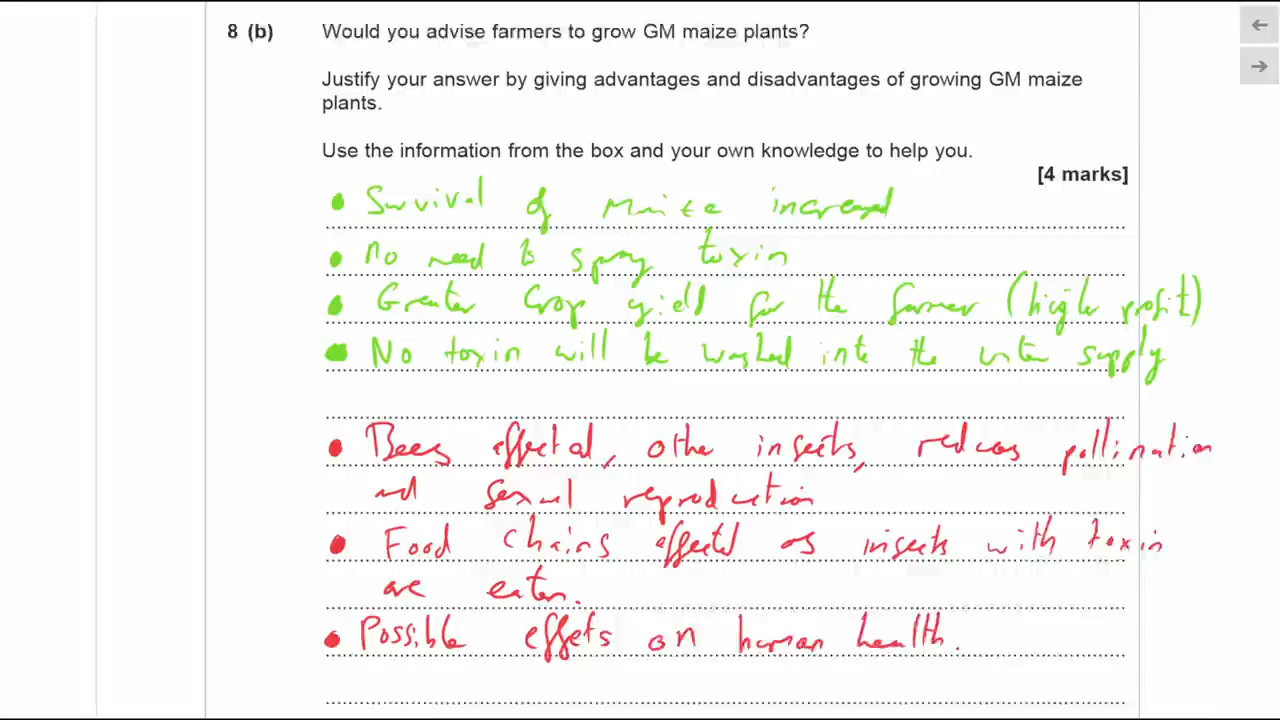 8 (b) Would you advise farmers to grow GM maize plants?
Justify your answer by giving advantages and disadvantages of growing GM maize
plants.
Use the information from the box and your own knowledge to help you.
[4 marks]
• Survival of Maize increased
• No need to spray toxin
• Greater Crop yield for the farmer (higher profit)
• No toxin will be washed into the water supply
• Bees effected, other insects, reduces pollination
and sexual reproduction
• Food chains effected as insects with toxin
are eaten.
• Possible effets on human health.